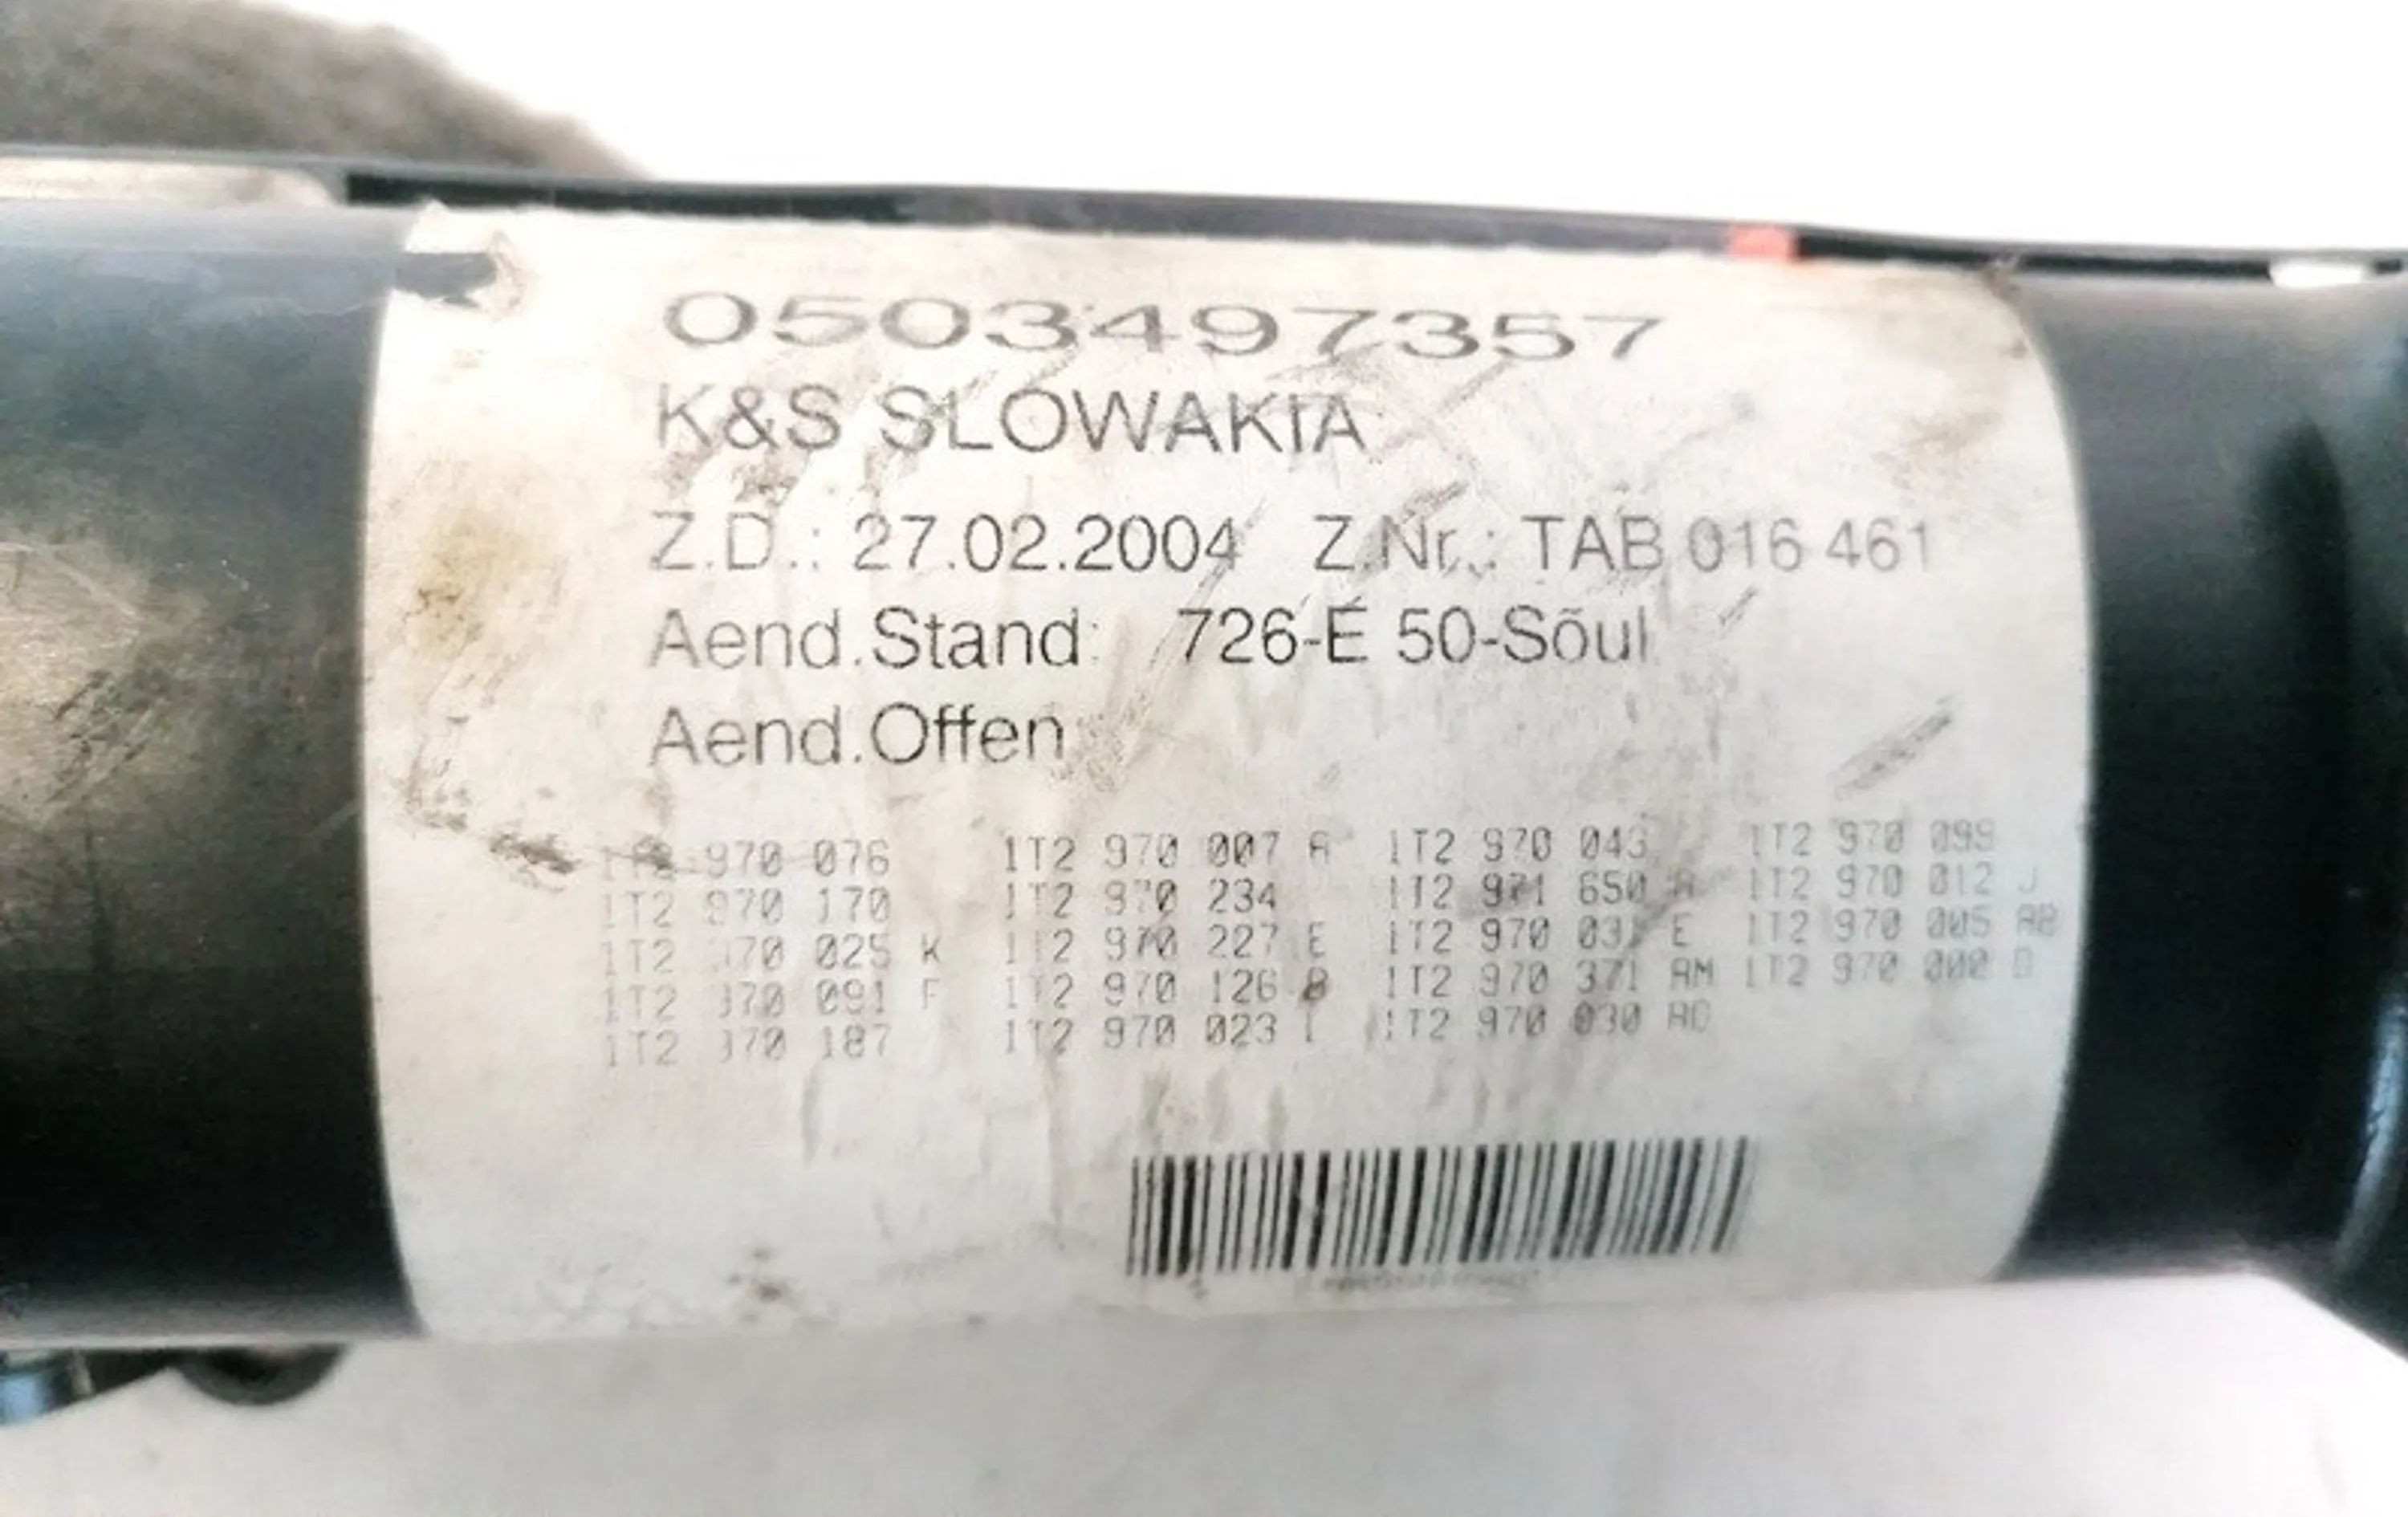 0503497357
K&S SLOWAKIA
Z.D.: 27.02.2004 Z.Nr.: TAB 016 461
Aend.Stand: 726-E 50-Sõul
Aend.Offen
970 076 1T2 970 007 A 1T2 970 043 1T2 970 099
1T2 970 170 1T2 970 234 1T2 971 650 A 1T2 970 012 J
1T2 970 025 K 1T2 970 227 E 1T2 970 031 E 1T2 970 005 AB
1T2 970 091 F 1T2 970 126 B 1T2 970 371 AM 1T2 970 000
1T2 970 187 1T2 970 023 1T2 970 030